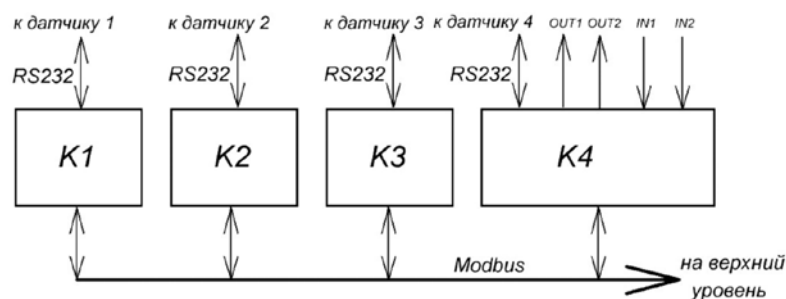 к датчику 1 к датчику 2 к датчику 3 к датчику 4 OUT1 OUT2 IN1 IN2
RS232 RS232 RS232 RS232
K1 K2 K3 K4
Modbus на верхний
уровень